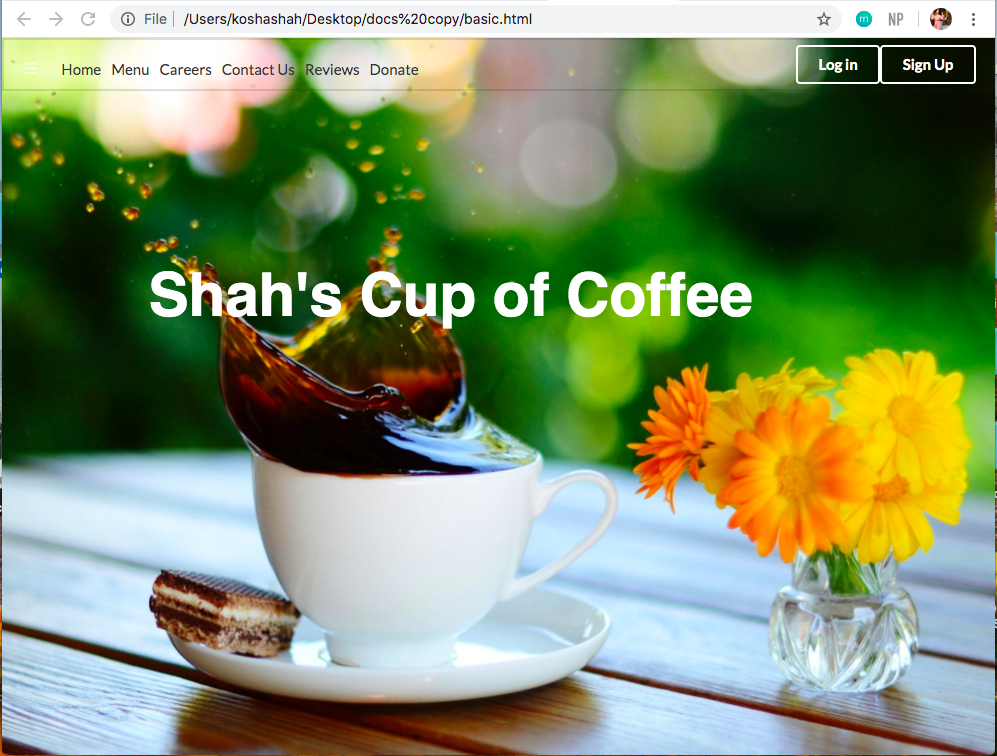 File /Users/koshashah/Desktop/docs%20copy/basic.html
m NP
Home Menu Careers Contact Us Reviews Donate
Log in Sign Up
Shah's Cup of Coffee